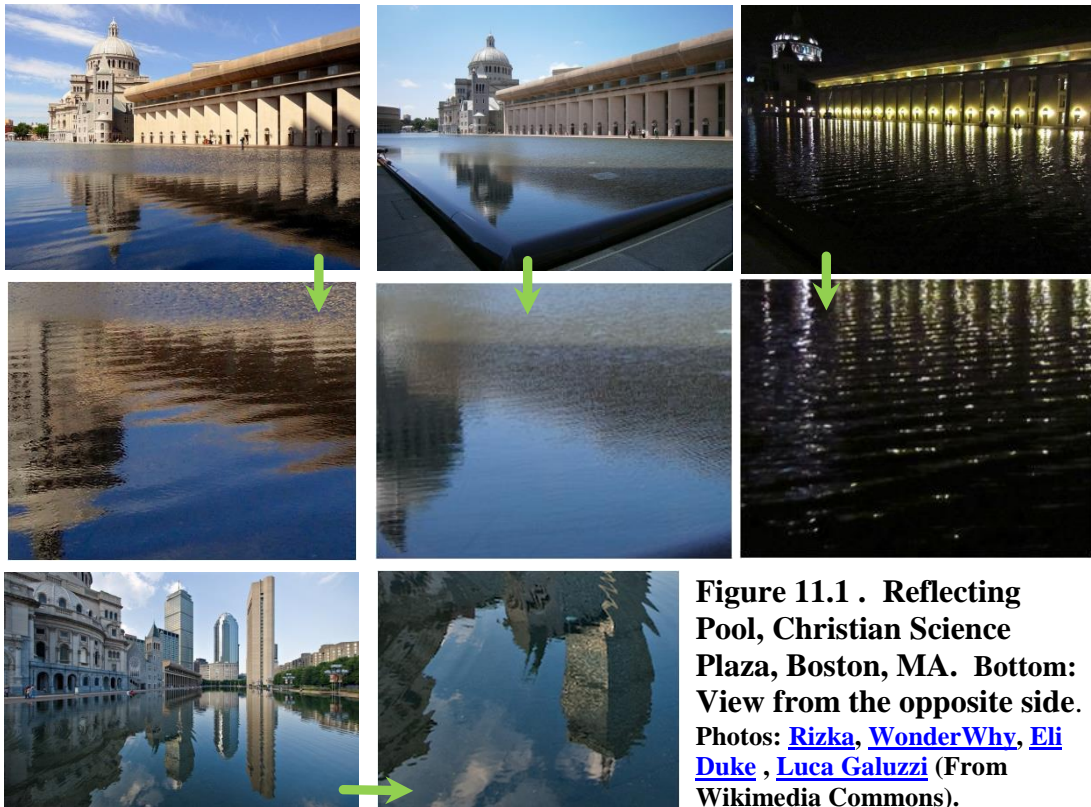 Figure 11.1 . Reflecting
Pool, Christian Science
Plaza, Boston, MA. Bottom:
View from the opposite side.
Photos: Rizka, WonderWhy, Eli
Duke , Luca Galuzzi (From
Wikimedia Commons).